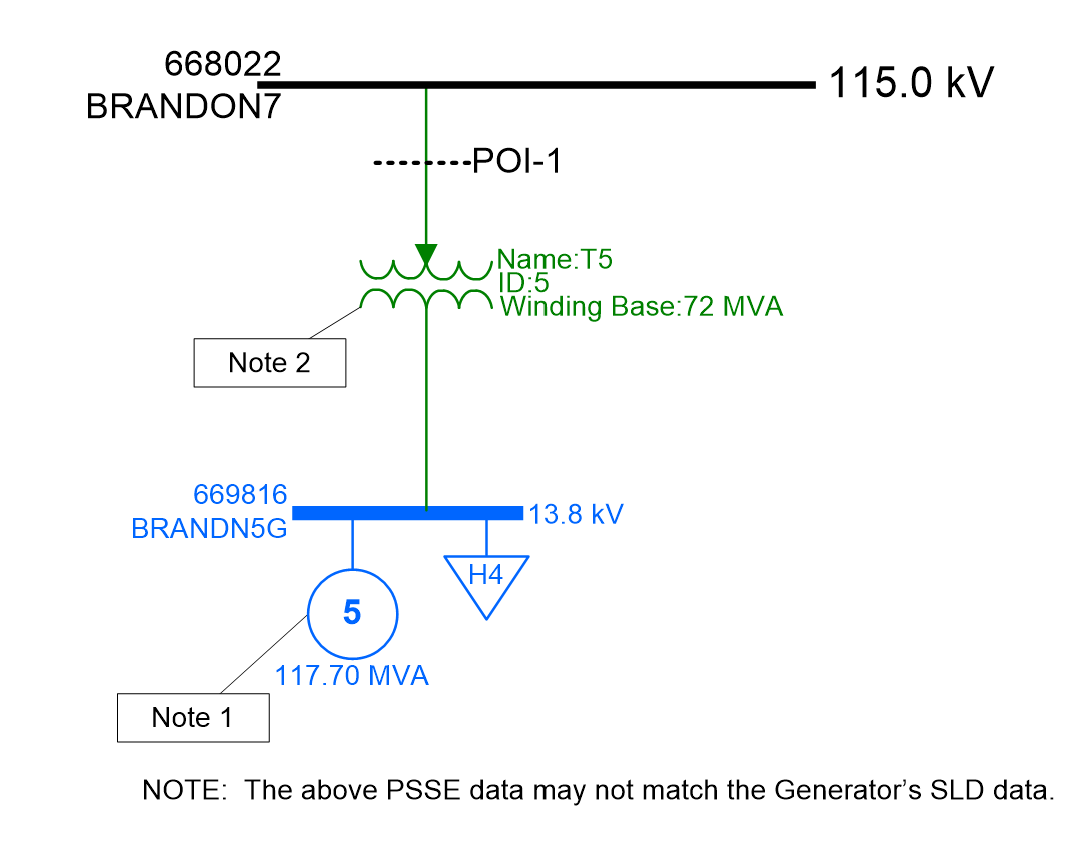 668022
BRANDON7
115.0 kV
POI-1
Name:T5
ID:5
Winding Base:72 MVA
Note 2
669816
BRANDN5G
13.8 kV
H4
5
117.70 MVA
Note 1
NOTE:  The above PSSE data may not match the Generator’s SLD data.